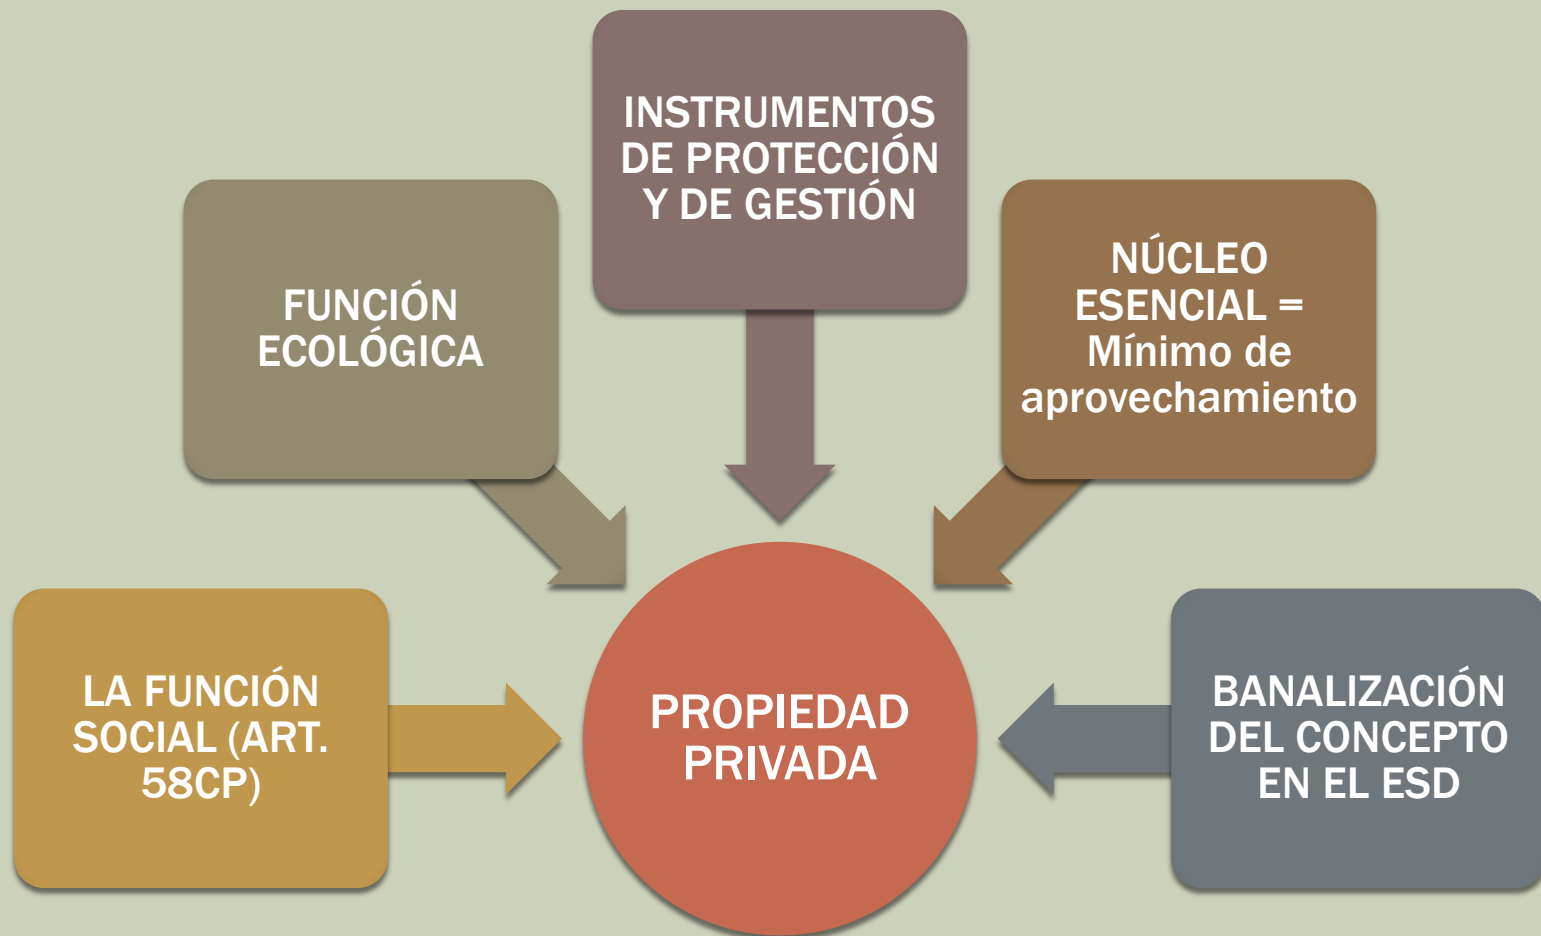 INSTRUMENTOS
DE PROTECCIÓN
Y DE GESTIÓN
FUNCIÓN
ECOLÓGICA
NÚCLEO
ESENCIAL =
Mínimo de
aprovechamiento
LA FUNCIÓN
SOCIAL (ART.
58CP)
PROPIEDAD
PRIVADA
BANALIZACIÓN
DEL CONCEPTO
EN EL ESD